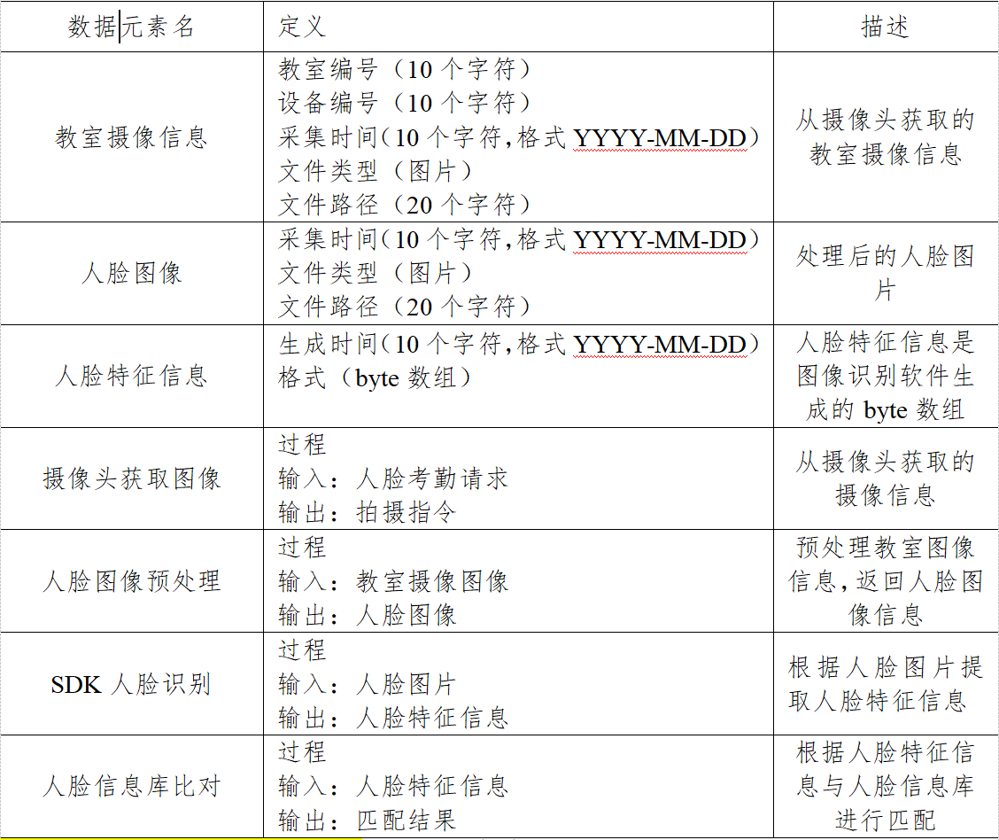 数据元素名
定义
描述
教室摄像信息
教室编号（10 个字符）
设备编号（10 个字符）
采集时间（10 个字符，格式 YYYY-MM-DD）
文件类型（图片）
文件路径（20 个字符）
从摄像头获取的
教室摄像信息
人脸图像
采集时间（10 个字符，格式 YYYY-MM-DD）
文件类型（图片）
文件路径（20 个字符）
处理后的人脸图
片
人脸特征信息
生成时间（10 个字符，格式 YYYY-MM-DD）
格式（byte 数组）
人脸特征信息是
图像识别软件生
成的 byte 数组
摄像头获取图像
过程
输入：人脸考勤请求
输出：拍摄指令
从摄像头获取的
摄像信息
人脸图像预处理
过程
输入：教室摄像图像
输出：人脸图像
预处理教室图像
信息，返回人脸图
像信息
SDK 人脸识别
过程
输入：人脸图片
输出：人脸特征信息
根据人脸图片提
取人脸特征信息
人脸信息库比对
过程
输入：人脸特征信息
输出：匹配结果
根据人脸特征信
息与人脸信息库
进行匹配